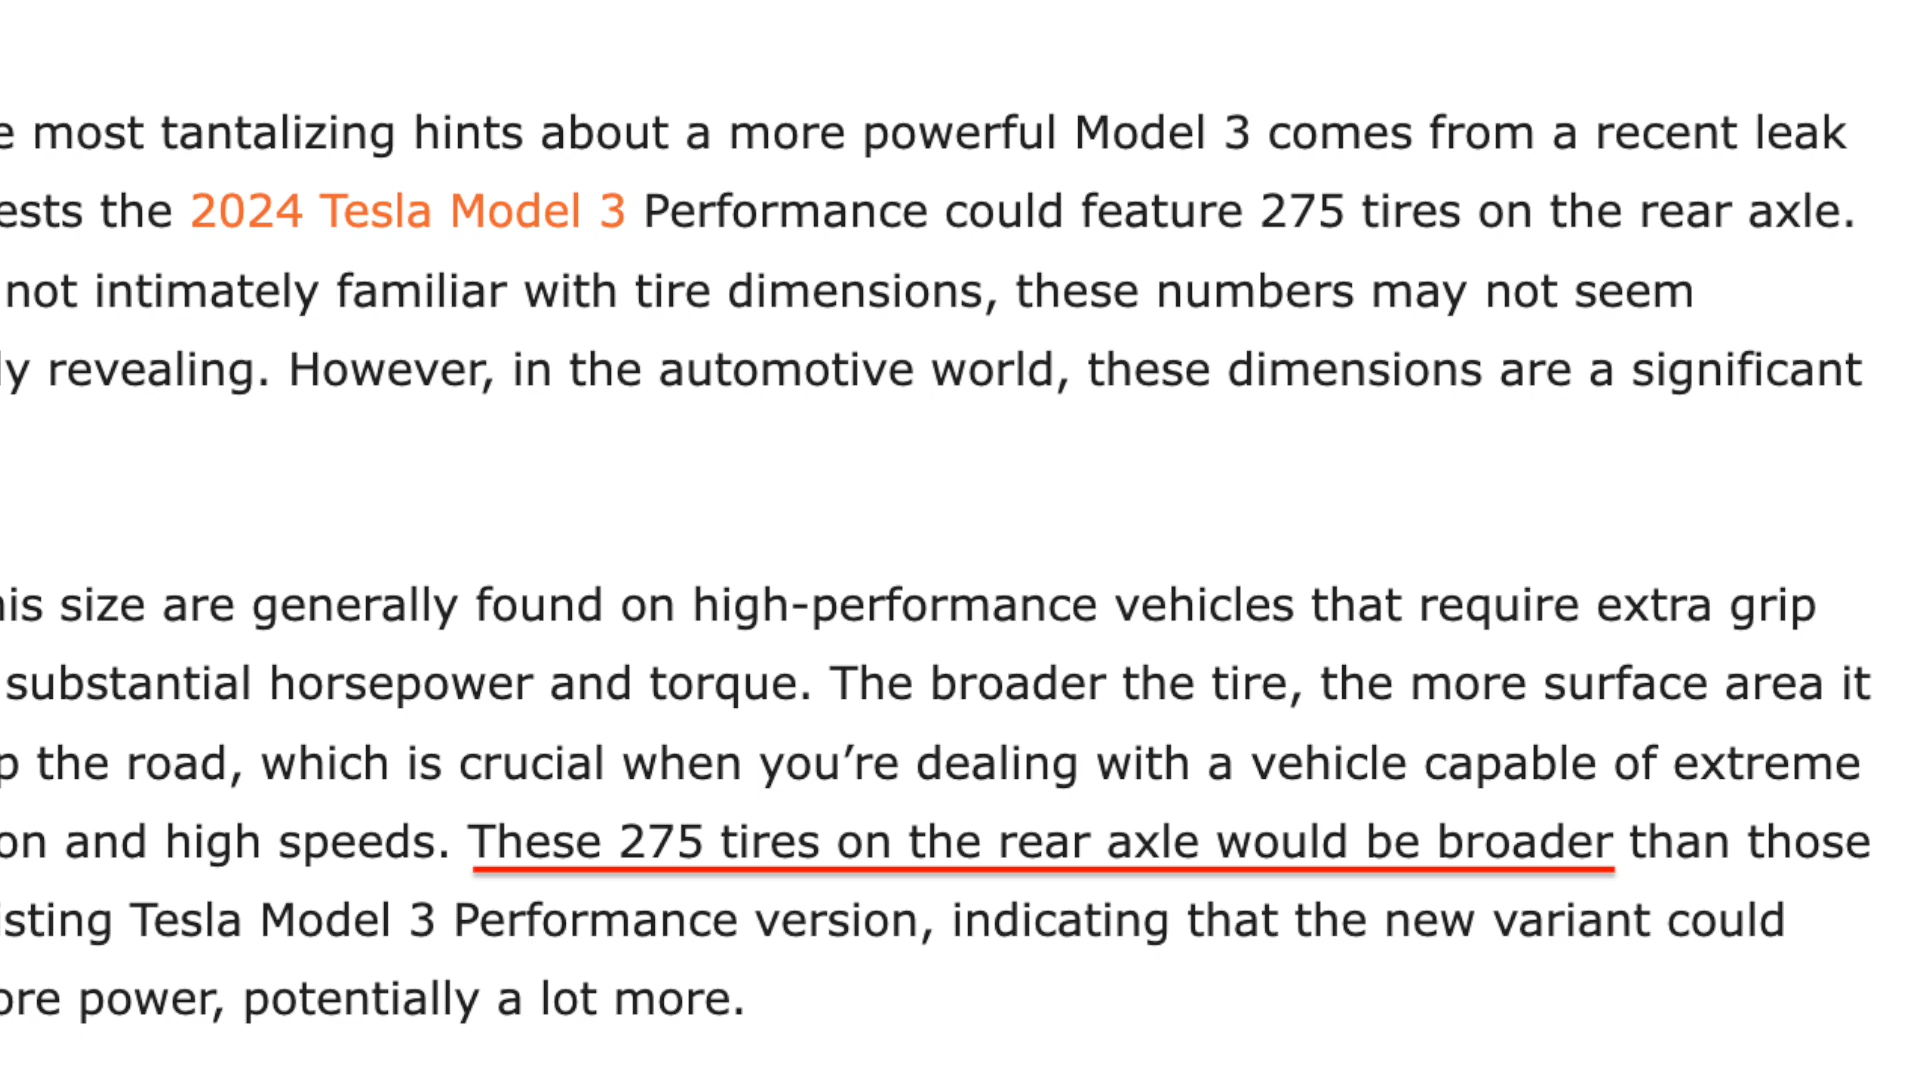 most tantalizing hints about a more powerful Model 3 comes from a recent leak
the 2024 Tesla Model 3 Performance could feature 275 tires on the rear axle.
not intimately familiar with tire dimensions, these numbers may not seem
revealing. However, in the automotive world, these dimensions are a significant
size are generally found on high-performance vehicles that require extra grip
substantial horsepower and torque. The broader the tire, the more surface area it
the road, which is crucial when you’re dealing with a vehicle capable of extreme
and high speeds. These 275 tires on the rear axle would be broader than those
Tesla Model 3 Performance version, indicating that the new variant could
power, potentially a lot more.